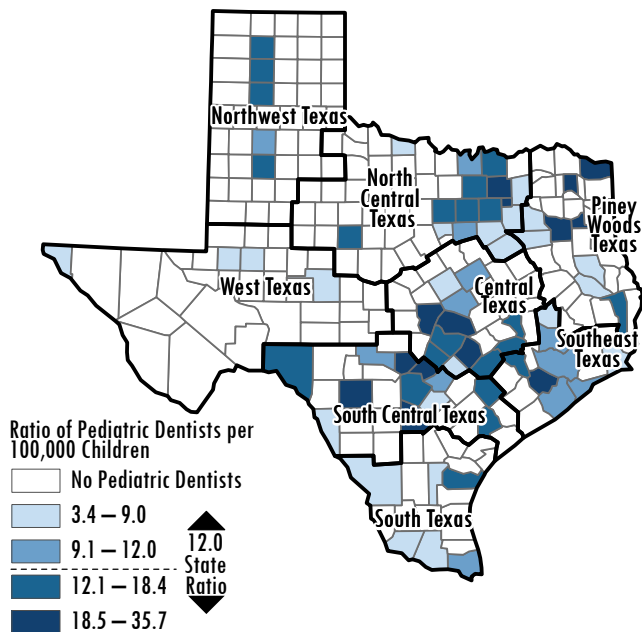 Northwest Texas
North
Central
Texas
Piney
Woods
Texas
West Texas
Central
Texas
Southeast
Texas
South Central Texas
South Texas
Ratio of Pediatric Dentists per
100,000 Children
No Pediatric Dentists
3.4 – 9.0
9.1 – 12.0
12.1 – 18.4
18.5 – 35.7
12.0
State
Ratio